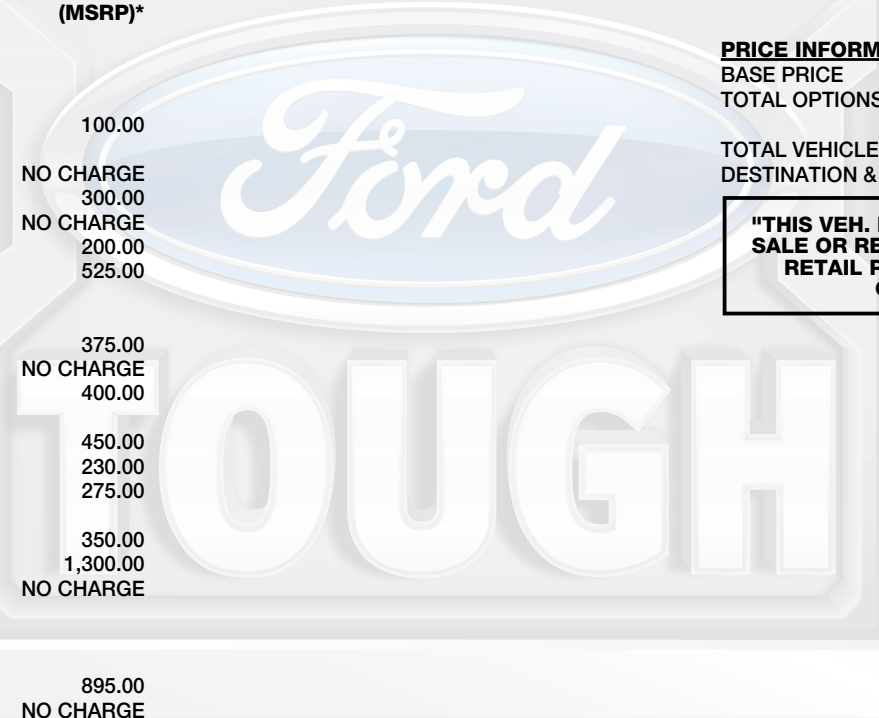 (MSRP)*
100.00
NO CHARGE
300.00
NO CHARGE
200.00
525.00
375.00
NO CHARGE
400.00
450.00
230.00
275.00
350.00
1,300.00
NO CHARGE
895.00
NO CHARGE
PRICE INFORM
BASE PRICE
TOTAL OPTIONS
TOTAL VEHICLE
DESTINATION &
"THIS VEH.
SALE OR RE
RETAIL P
Ford
TOUGH